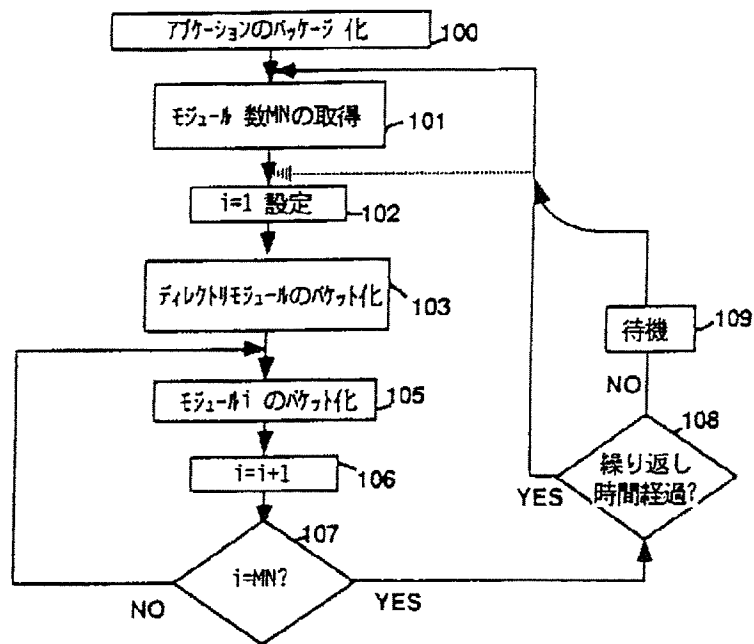 アプケーションのパッケージ 化
100
モジュール 数MNの取得
101
i=1 設定
102
ディレクトリモジュールのパケット化
103
モジュールi のパケット化
105
i=i+1
106
i=MN?
107
NO
YES
繰り返し
時間経過?
108
YES
NO
待機
109